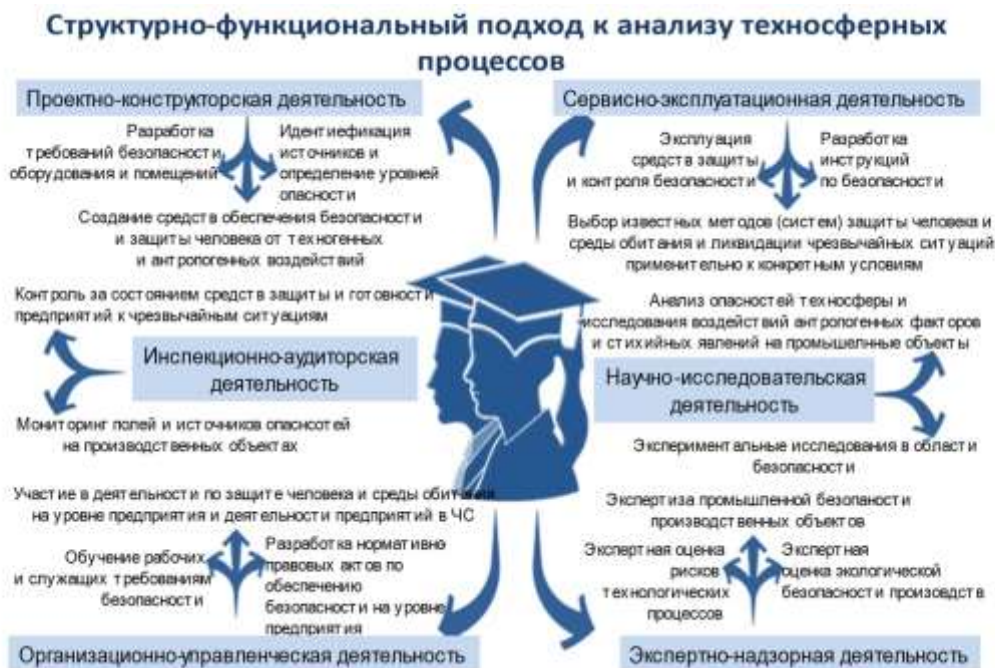 Структурно-функциональный подход к анализу техносферных
процессов
Проектно-конструкторская деятельность
Разработка
требований безопасности
оборудования и помещений
Идентиефикация
источников и
определение уровней
опасности
Создание средств обеспечения безопасности
и защиты человека от техногенных
и антропогенных воздействий
Сервисно-эксплуатационная деятельность
Эксплуация
средств защиты
и контроля безопасности
Разработка
инструкций
по безопасности
Выбор известных методов (систем) защиты человека и
среды обитания и ликвидации чрезвычайных ситуаций
применительно к конкретным условиям
Контроль за состоянием средств защиты и готовности
предприятий к чрезвычайным ситуациям
Инспекционно-аудиторская
деятельность
Мониторинг полей и источников опаснсотей
на производственных объектах
Анализ опасностей техносферы и
исследования воздействий антропогенных факторов
и стихийных явлений на промышелнные объекты
Научно-исследовательская
деятельность
Экспериментальные исследования в области
безопасности
Участие в деятельности по защите человека и среды обитания
на уровне предприятия и деятельности предприятий в ЧС
Обучение рабочих
и служащих требованиям
безопасности
Разработка нормативно
правовых актов по
обеспечению
безопасности на уровне
предприятия
Организационно-управленческая деятельность
Экспертиза промышленной безопаности
производственных объектов
Экспертная оценка
рисков
технологических
процессов
Экспертная
оценка экологической
безопасности произовдств
Экспертно-надзорная деятельность